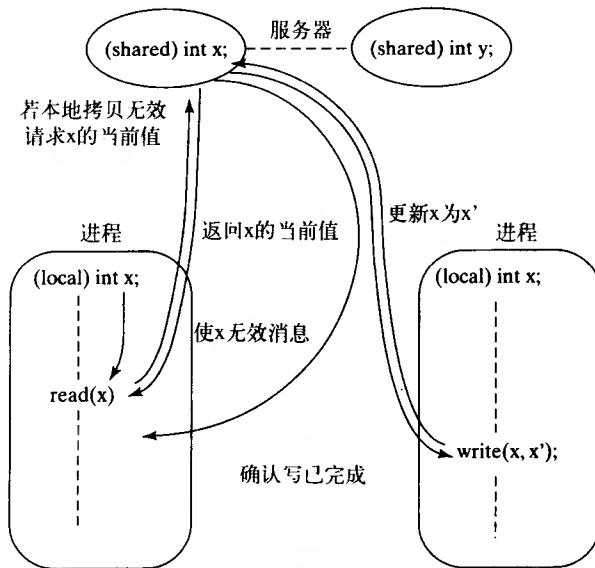 服务器
(shared) int x;
(shared) int y;
若本地拷贝无效
请求x的当前值
更新x为x’
进程
返回x的当前值
进程
(local) int x;
(local) int x;
使x无效消息
read(x)
write(x, x’);
确认写已完成